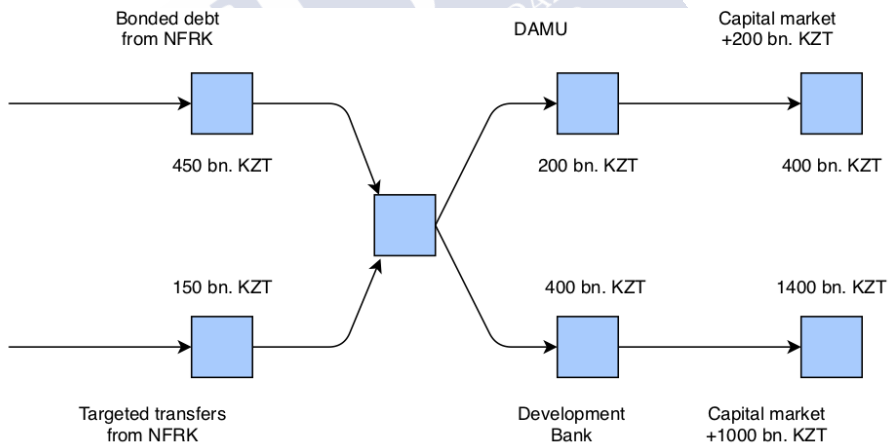 Bonded debt
from NFRK
DAMU
Capital market
+200 bn. KZT
450 bn. KZT
200 bn. KZT
400 bn. KZT
150 bn. KZT
400 bn. KZT
1400 bn. KZT
Targeted transfers
from NFRK
Development
Bank
Capital market
+1000 bn. KZT